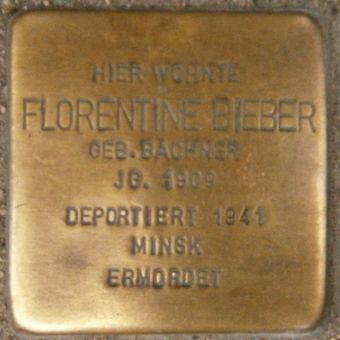 HIER WOHNTE
FLORENTINE BIEBER
GEB. BACHNER
JG. 1909
DEPORTIERT 1941
MINSK
ERMORDET